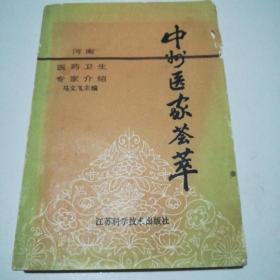 中州医家荟萃
河南
医药卫生
专家介绍
马文飞主编
江苏科学技术出版社